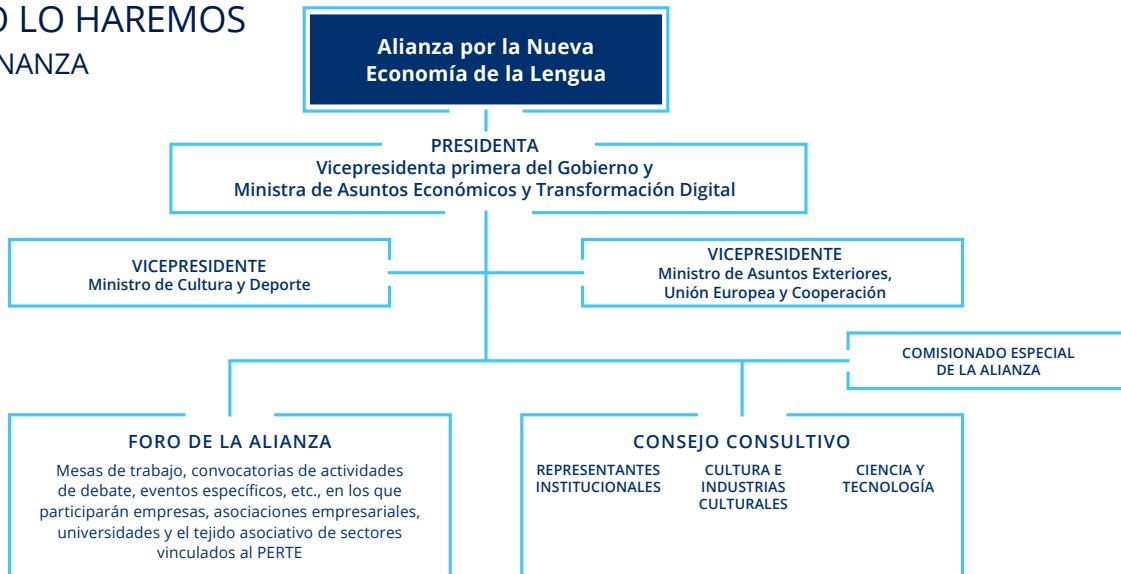 O LO HAREMOS
NANZA
Alianza por la Nueva
Economía de la Lengua
PRESIDENTA
Vicepresidenta primera del Gobierno y
Ministra de Asuntos Económicos y Transformación Digital
VICEPRESIDENTE
Ministro de Cultura y Deporte
VICEPRESIDENTE
Ministro de Asuntos Exteriores,
Unión Europea y Cooperación
COMISIONADO ESPECIAL
DE LA ALIANZA
FORO DE LA ALIANZA
Mesas de trabajo, convocatorias de actividades
de debate, eventos específicos, etc., en los que
participarán empresas, asociaciones empresariales,
universidades y el tejido asociativo de sectores
vinculados al PERTE
CONSEJO CONSULTIVO
REPRESENTANTES
INSTITUCIONALES
CULTURA E
INDUSTRIAS
CULTURALES
CIENCIA Y
TECNOLOGÍA